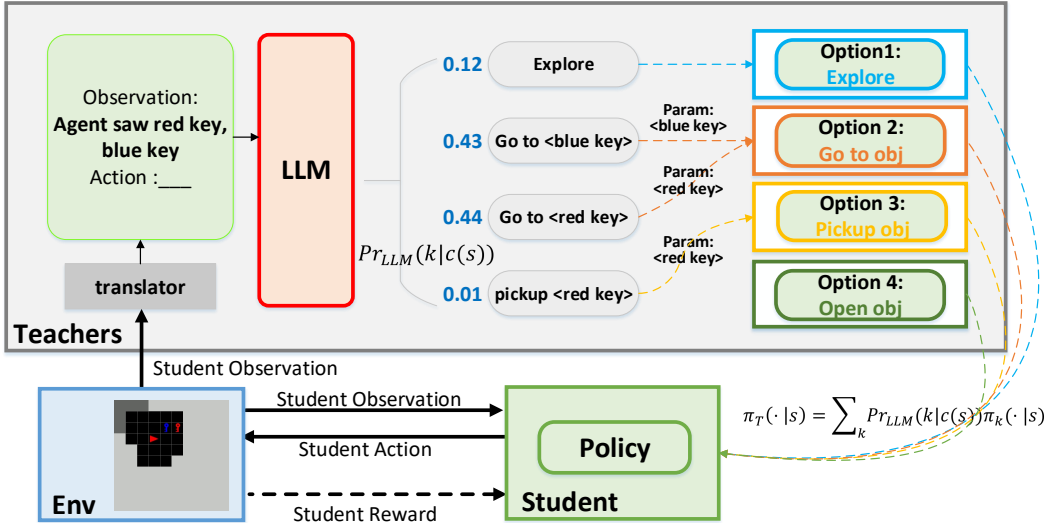 Observation:
Agent saw red key,
blue key
Action :___
LLM
translator
Teachers
Pr_LLM(k|c(s))
0.12
Explore
0.43
Go to <blue key>
0.44
Go to <red key>
0.01
pickup <red key>
Param:
<blue key>
Param:
<red key>
Param:
<red key>
Option1:
Explore
Option 2:
Go to obj
Option 3:
Pickup obj
Option 4:
Open obj
Student Observation
Student Observation
Student Action
Student Reward
Env
Policy
Student
π_T(· |s) = ∑_k Pr_LLM(k|c(s))π_k(· |s)